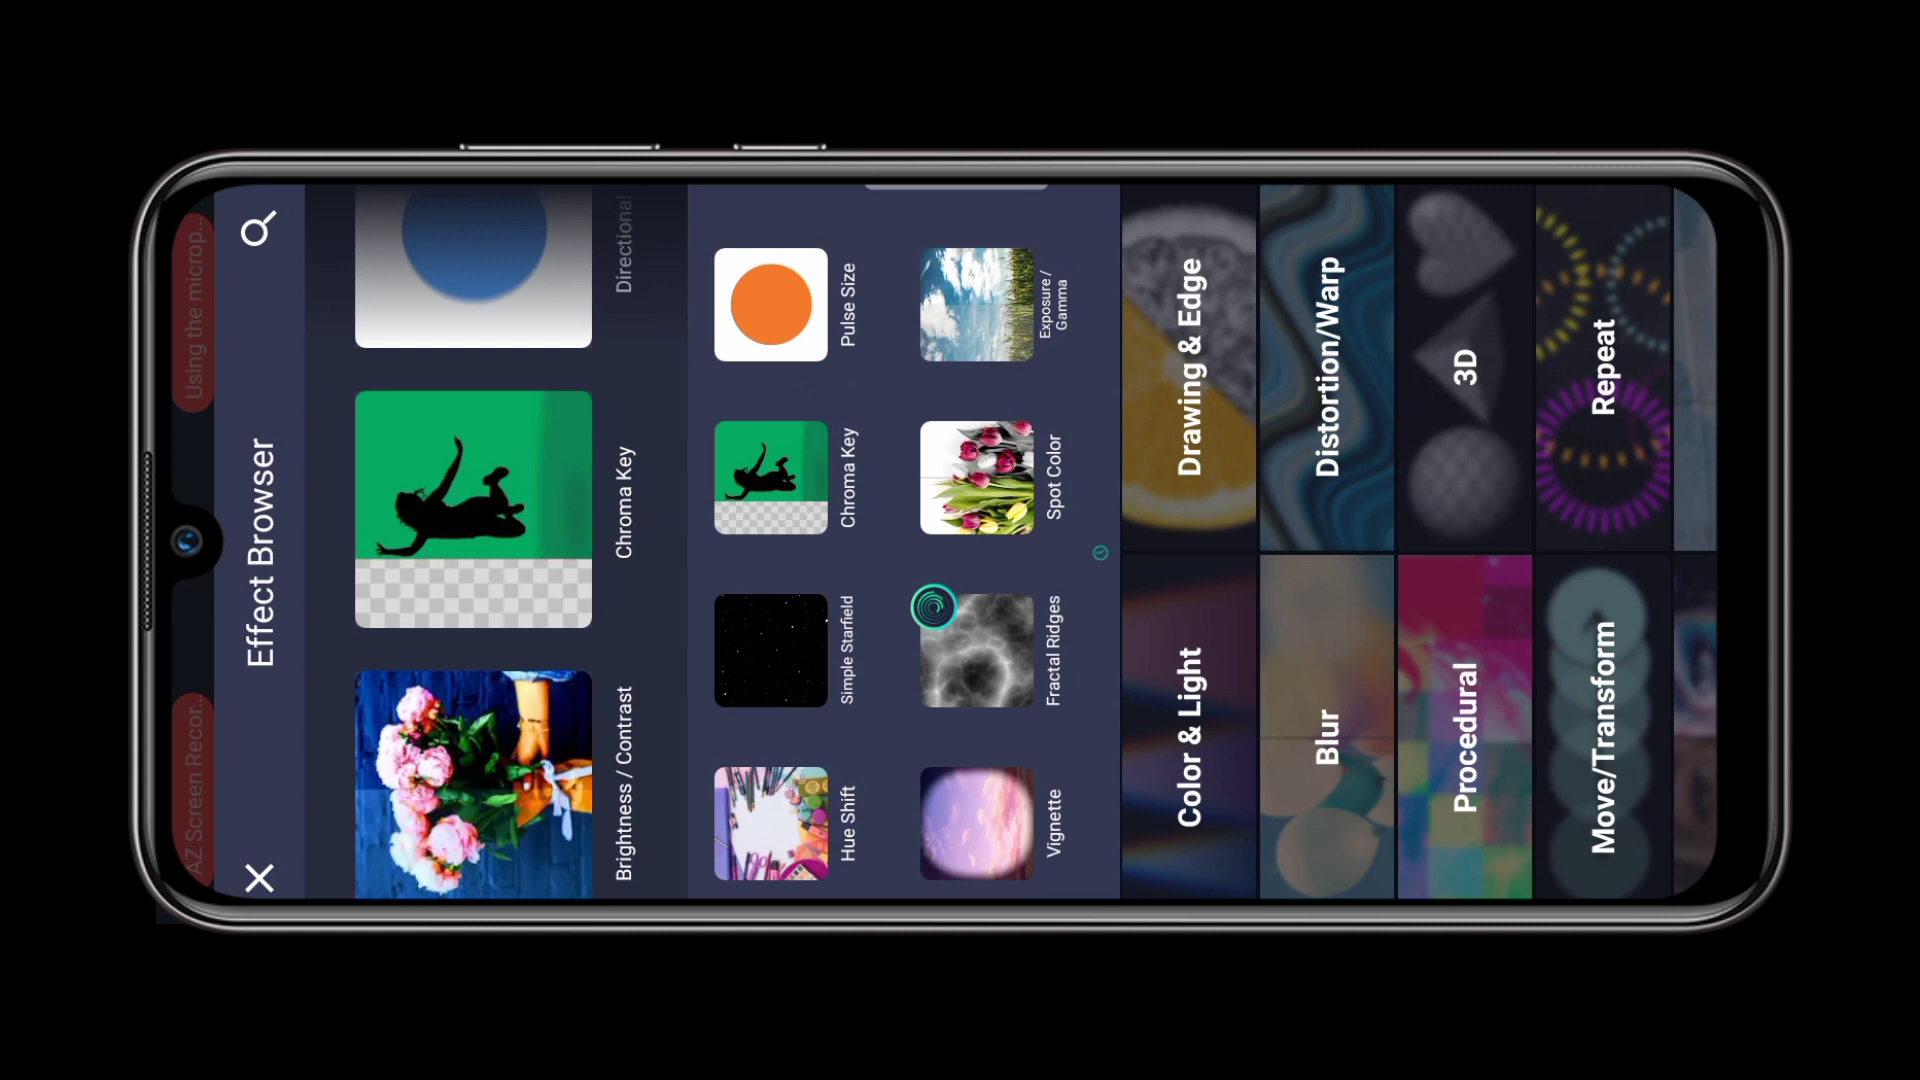 AZ Screen Recor...
Using the microp...
Effect Browser
Brightness / Contrast
Chroma Key
Directional
Hue Shift
Simple Starfield
Chroma Key
Pulse Size
Vignette
Fractal Ridges
Spot Color
Exposure /
Gamma
Color & Light
Drawing & Edge
Blur
Distortion/Warp
Procedural
3D
Move/Transform
Repeat